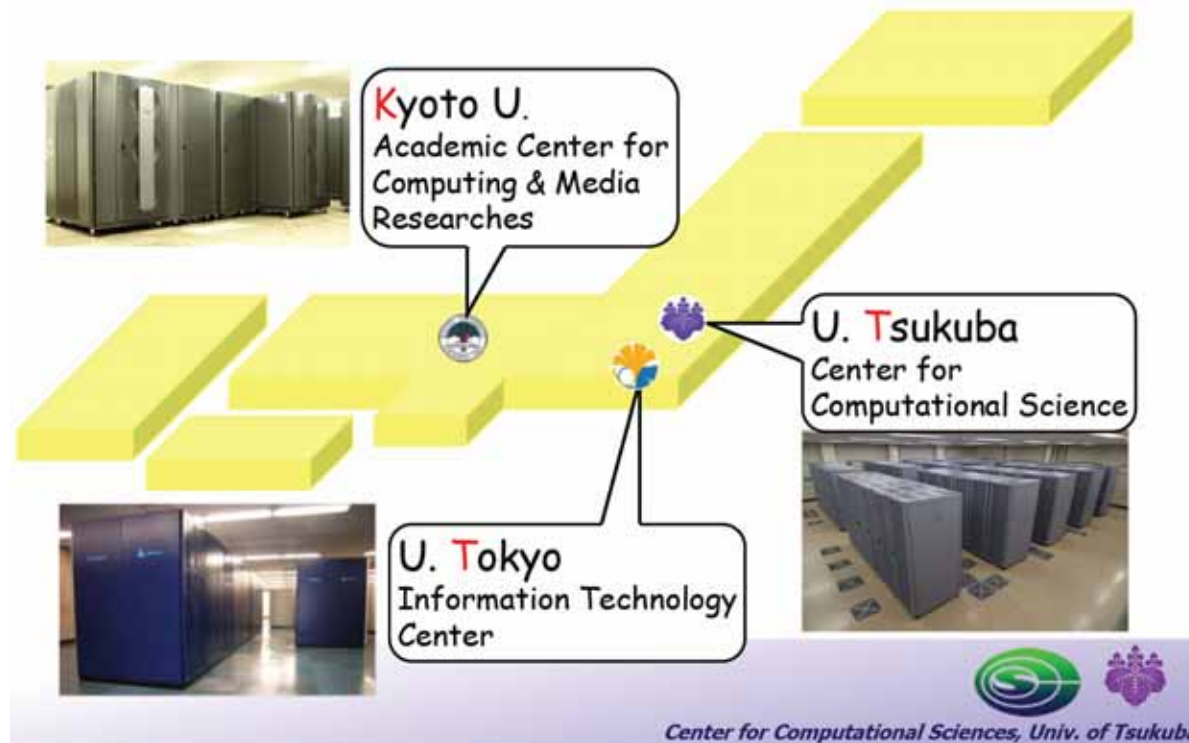 Kyoto U.
Academic Center for
Computing & Media
Researches
U. Tsukuba
Center for
Computational Science
U. Tokyo
Information Technology
Center
Center for Computational Sciences, Univ. of Tsukuba